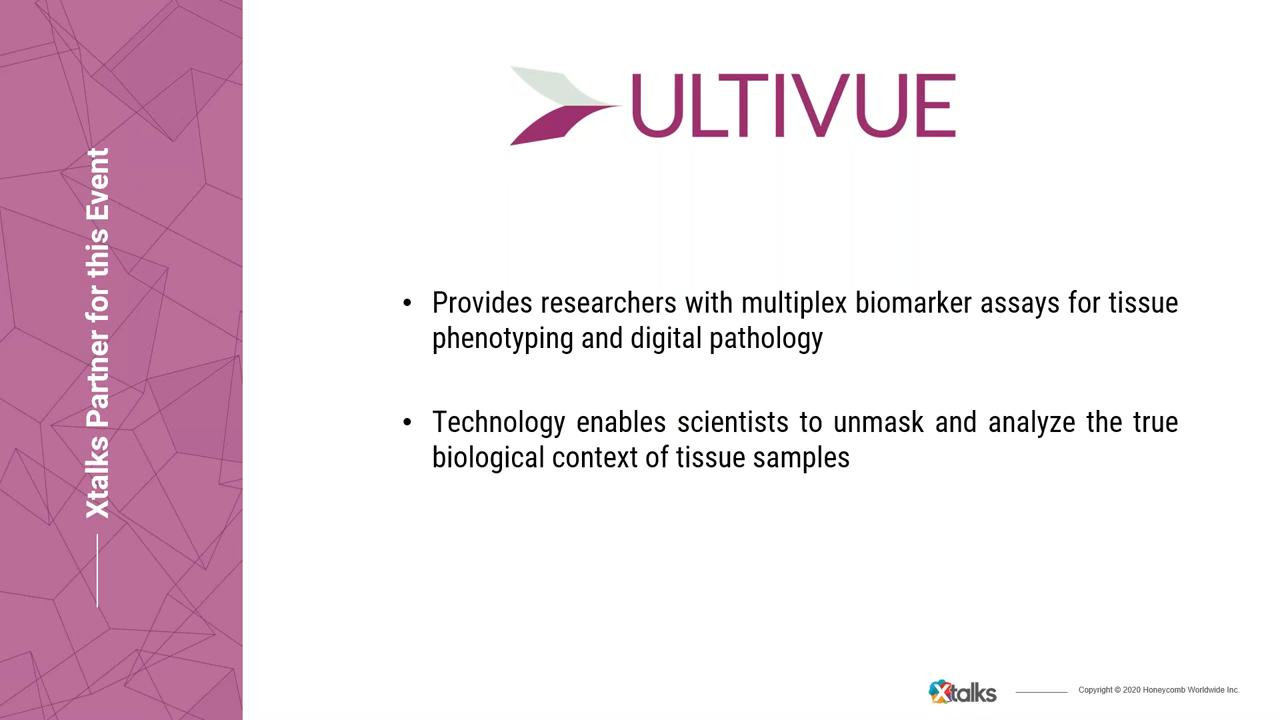 Xtalks Partner for this Event
ULTIVUE
• Provides researchers with multiplex biomarker assays for tissue
phenotyping and digital pathology
• Technology enables scientists to unmask and analyze the true
biological context of tissue samples
Xtalks
Copyright © 2020 Honeycomb Worldwide Inc.